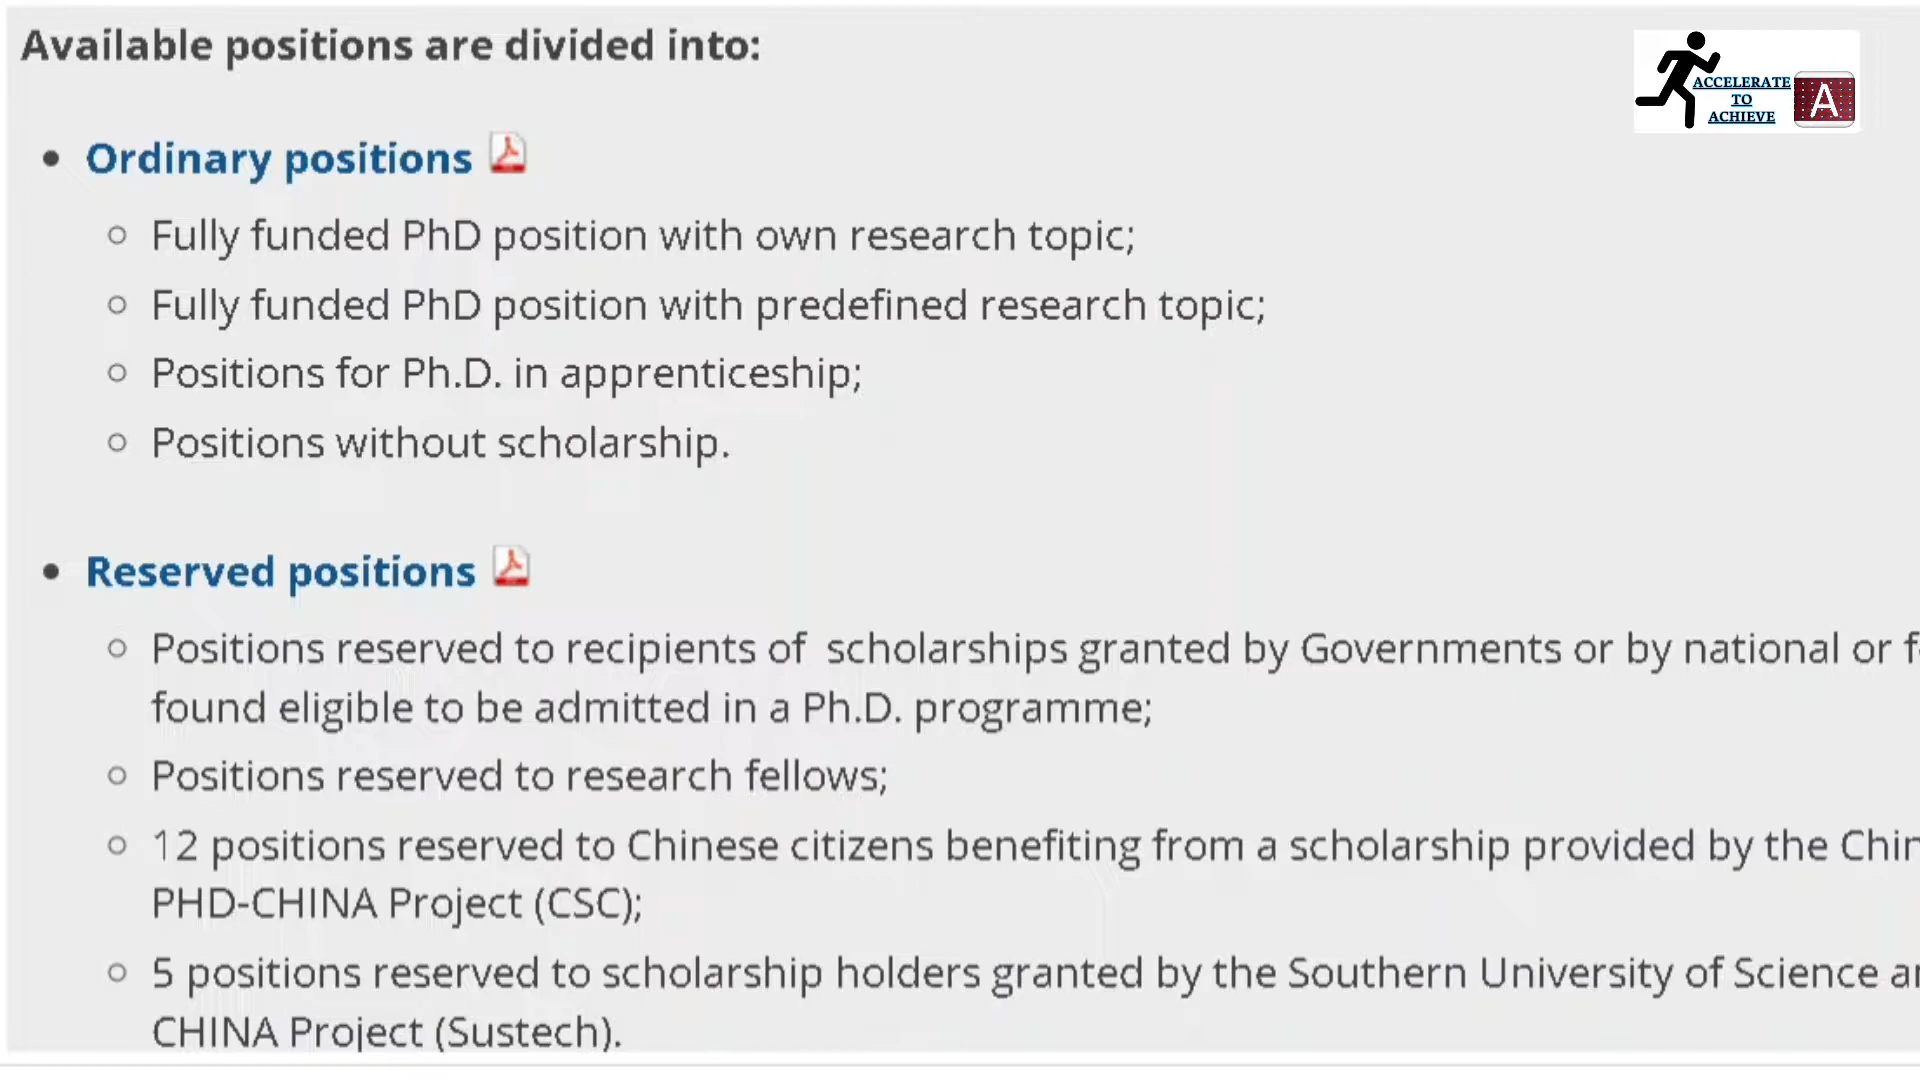 Available positions are divided into:
ACCELERATE
TO
ACHIEVE
A
Ordinary positions
Fully funded PhD position with own research topic;
Fully funded PhD position with predefined research topic;
Positions for Ph.D. in apprenticeship;
Positions without scholarship.
Reserved positions
Positions reserved to recipients of scholarships granted by Governments or by national or
found eligible to be admitted in a Ph.D. programme;
Positions reserved to research fellows;
12 positions reserved to Chinese citizens benefiting from a scholarship provided by the
PHD-CHINA Project (CSC);
5 positions reserved to scholarship holders granted by the Southern University of Science
CHINA Project (Sustech).